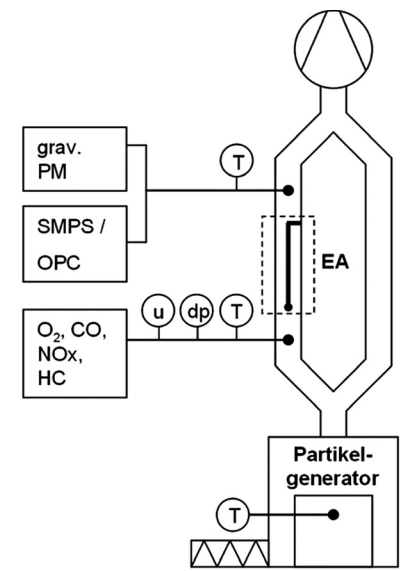 grav.
PM
T
SMPS /
OPC
EA
O₂, CO,
NOx,
HC
u
dp
T
Partikel-
generator
T